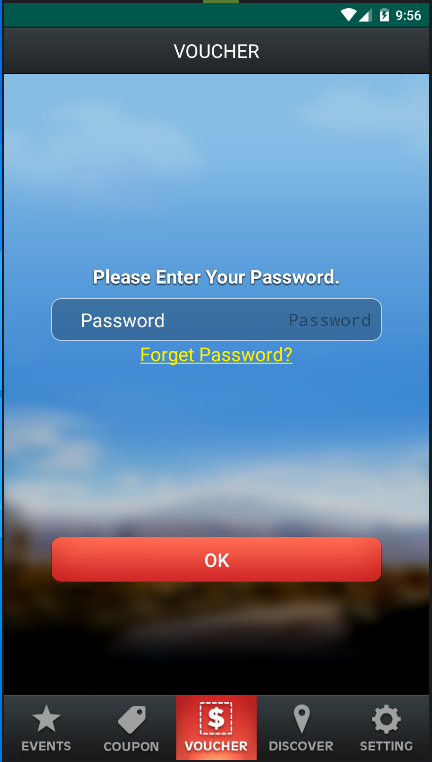 9:56
VOUCHER
Please Enter Your Password.
Password Password
Forget Password?
OK
$
EVENTS COUPON VOUCHER DISCOVER SETTING